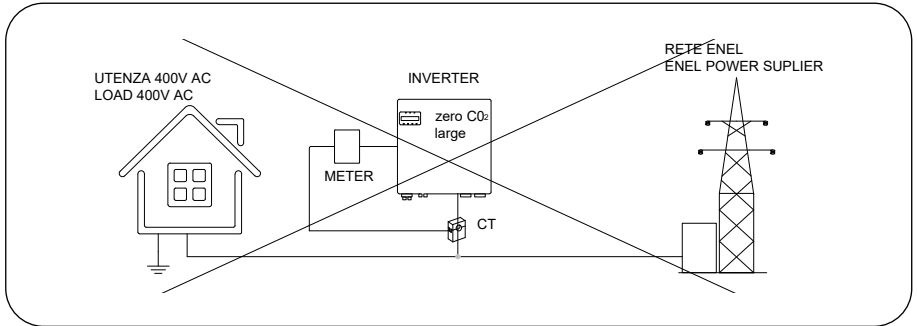 RETE ENEL
ENEL POWER SUPLIER
UTENZA 400V AC
LOAD 400V AC
INVERTER
zero C0₂
large
METER
CT